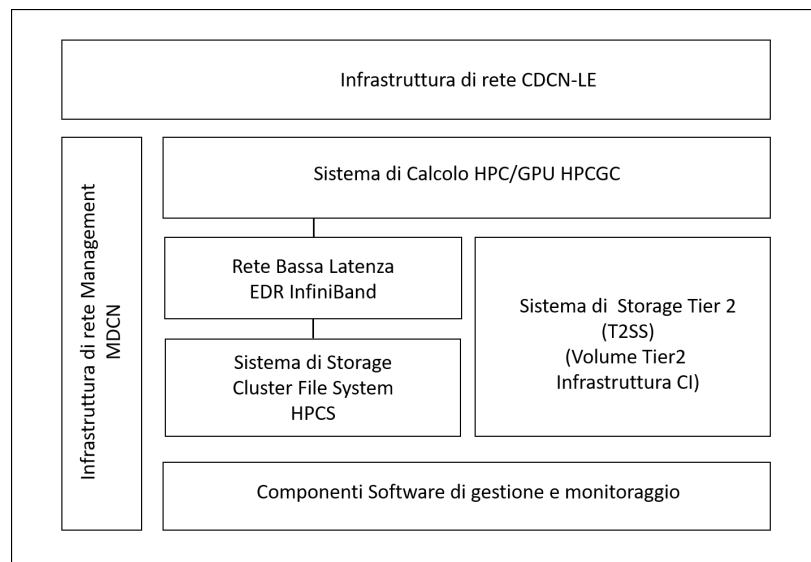 Infrastruttura di rete CDCN-LE
Infrastruttura di rete Management
MDCN
Sistema di Calcolo HPC/GPU HPCGC
Rete Bassa Latenza
EDR InfiniBand
Sistema di Storage
Cluster File System
HPCS
Sistema di Storage Tier 2
(T2SS)
(Volume Tier2
Infrastruttura CI)
Componenti Software di gestione e monitoraggio